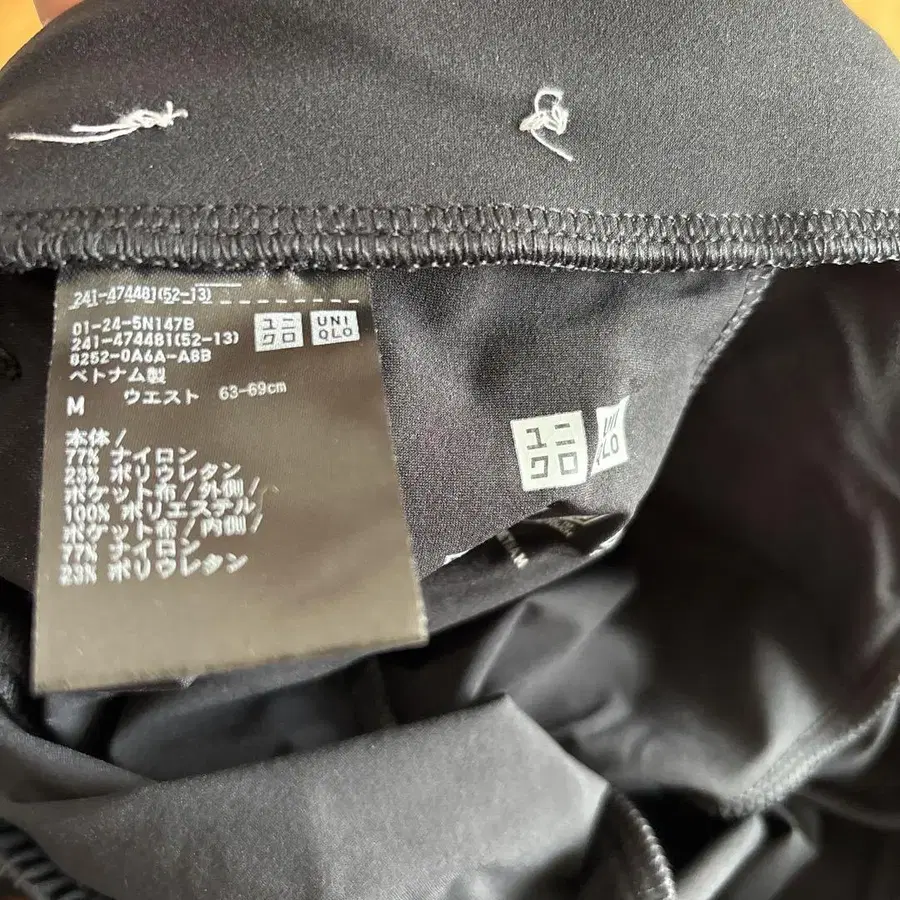 241-474481(52-13)
01-24-5N147B
241-474481(52-13)
8252-0A6A-A8B
ベトナム製
ユニ
クロ
UNI
QLO
M ウエスト 63-69cm
本体/
77% ナイロン
23% ポリウレタン
ポケット布/外側/
100% ポリエステル
ポケット布/内側/
77% ナイロン
23% ポリウレタン
ユニ
クロ